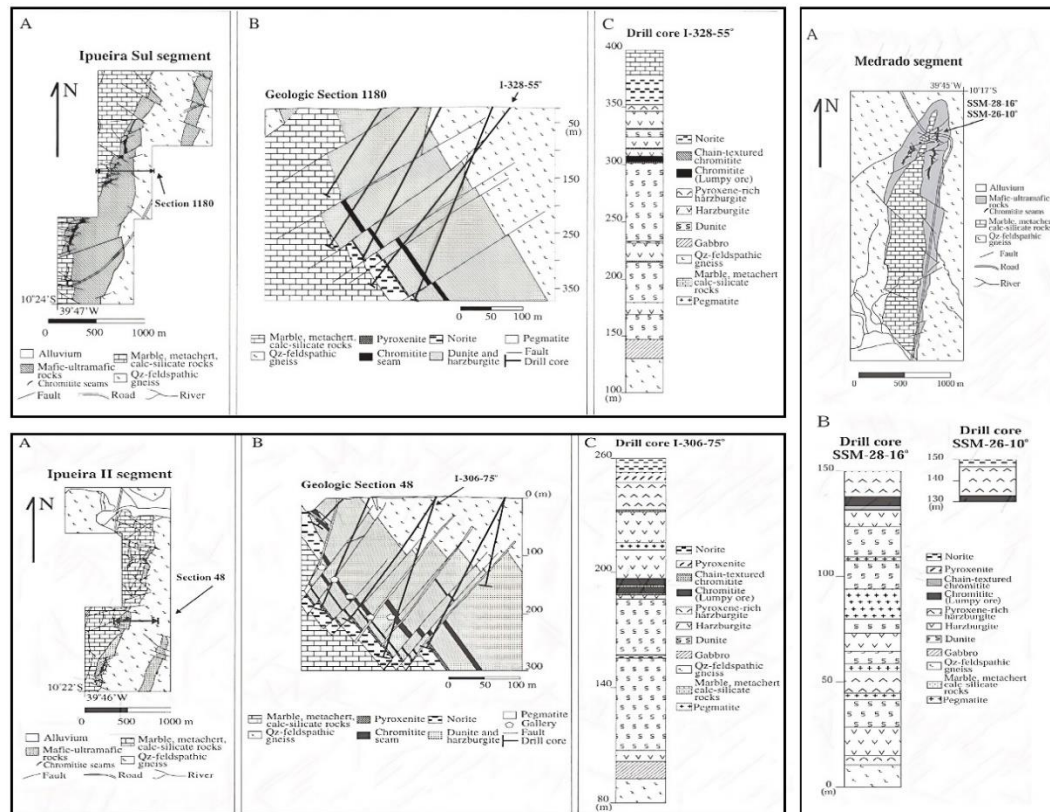 A
Ipueira Sul segment
N
Section 1180
10°24'S
39°47'W
0 500 1000 m
Alluvium
Mafic-ultramafic
rocks
Chromitite seams
Marble, metachert,
calc-silicate rocks
Qz-feldspathic
gneiss
Fault
Road
River
B
I-328-55°
Geologic Section 1180
50
(m)
150
250
350
0 50 100 m
Marble, metachert,
calc-silicate rocks
Qz-feldspathic
gneiss
Pyroxenite
Chromitite
seam
Norite
Dunite and
harzburgite
Pegmatite
Fault
Drill core
C
Drill core I-328-55°
400
350
300
250
200
150
100
(m)
Norite
Chain-textured
chromitite
Chromitite
(Lumpy ore)
Pyroxene-rich
harzburgite
Harzburgite
Dunite
Gabbro
Qz-feldspathic
gneiss
Marble, metachert
calc-silicate
rocks
Pegmatite
A
Ipueira II segment
N
Section 48
10°22'S
39°46'W
0 500 1000 m
Alluvium
Mafic-ultramafic
rocks
Chromitite seams
Marble, metachert,
calc-silicate rocks
Qz-feldspathic
gneiss
Fault
Road
River
B
I-306-75°
Geologic Section 48
0 (m)
100
200
300
0 50 100 m
Marble, metachert,
calc-silicate rocks
Qz-feldspathic
gneiss
Pyroxenite
Chromitite
seam
Norite
Dunite and
harzburgite
Pegmatite
Gallery
Fault
Drill core
C
Drill core I-306-75°
260
200
140
80
(m)
Norite
Pyroxenite
Chain-textured
chromitite
Chromitite
(Lumpy ore)
Pyroxene-rich
harzburgite
Harzburgite
Dunite
Gabbro
Qz-feldspathic
gneiss
Marble, metachert
calc-silicate
rocks
Pegmatite
A
Medrado segment
39°45'W
10°17'S
N
SSM-28-16°
SSM-26-10°
Alluvium
Mafic-ultramafic
rocks
Chromitite seams
Marble, metachert,
calc-silicate rocks
Qz-feldspathic
gneiss
Fault
Road
River
0 500 1000 m
B
Drill core
SSM-28-16°
150
100
50
0
(m)
Drill core
SSM-26-10°
150
140
130
(m)
Norite
Pyroxenite
Chain-textured
chromitite
Chromitite
(Lumpy ore)
Pyroxene-rich
harzburgite
Harzburgite
Dunite
Gabbro
Qz-feldspathic
gneiss
Marble, metachert
calc silicate
rocks
Pegmatite